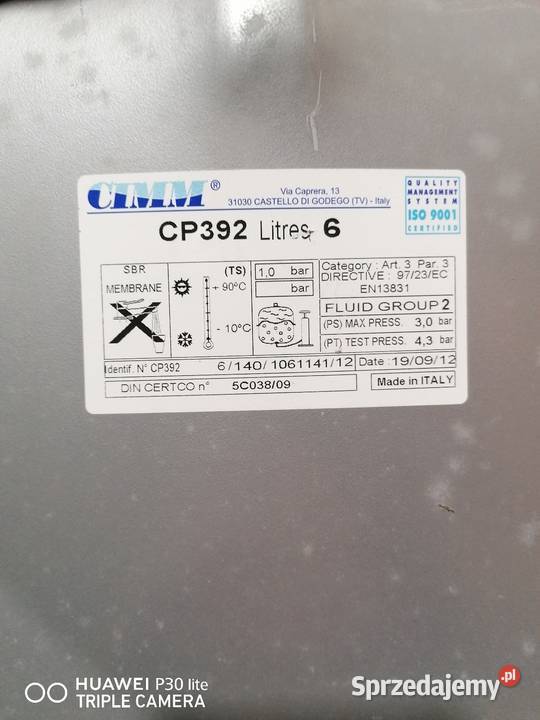 CIMM®
Via Caprera, 13
31030 CASTELLO DI GODEGO (TV) - Italy
QUALITY
MANAGEMENT
SYSTEM
ISO 9001
CERTIFIED
CP392 Litres 6
SBR
MEMBRANE
(TS)
+ 90°C
- 10°C
1,0 bar
bar
Category : Art. 3 Par. 3
DIRECTIVE : 97/23/EC
EN13831
FLUID GROUP 2
(PS) MAX PRESS. 3,0 bar
(PT) TEST PRESS. 4,3 bar
Identif. N° CP392 6/140/1061141/12 Date : 19/09/12
DIN CERTCO n° 5C038/09 Made in ITALY
HUAWEI P30 lite
TRIPLE CAMERA
Sprzedajemy.pl